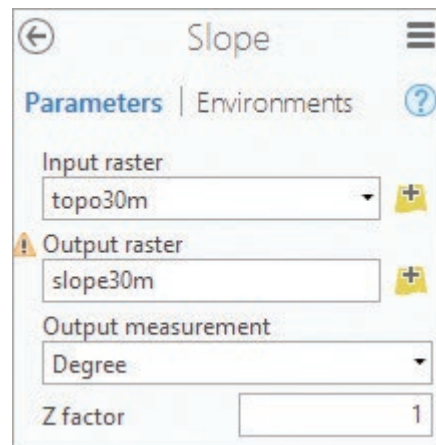 Slope
Parameters | Environments
Input raster
topo30m
Output raster
slope30m
Output measurement
Degree
Z factor 1